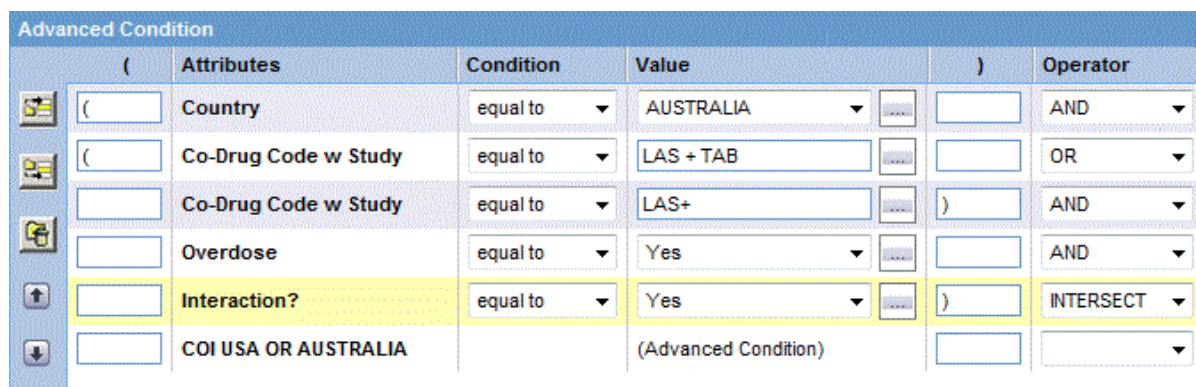 Advanced Condition
( Attributes Condition Value ) Operator
( Country equal to AUSTRALIA ... AND
( Co-Drug Code w Study equal to LAS + TAB ... OR
Co-Drug Code w Study equal to LAS+ ... ) AND
Overdose equal to Yes ... AND
Interaction? equal to Yes ... ) INTERSECT
COI USA OR AUSTRALIA (Advanced Condition)